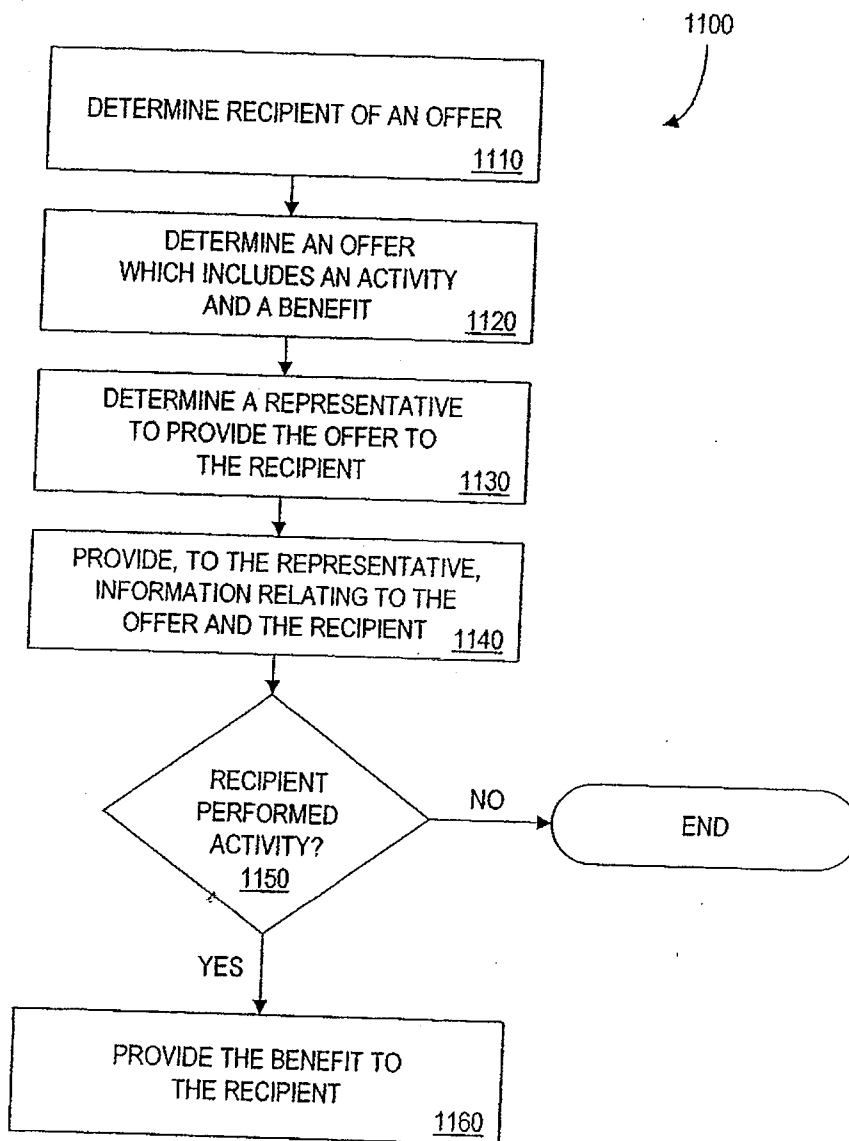 1100
DETERMINE RECIPIENT OF AN OFFER
1110
DETERMINE AN OFFER
WHICH INCLUDES AN ACTIVITY
AND A BENEFIT
1120
DETERMINE A REPRESENTATIVE
TO PROVIDE THE OFFER TO
THE RECIPIENT
1130
PROVIDE, TO THE REPRESENTATIVE,
INFORMATION RELATING TO THE
OFFER AND THE RECIPIENT
1140
RECIPIENT
PERFORMED
ACTIVITY?
1150
NO
END
YES
PROVIDE THE BENEFIT TO
THE RECIPIENT
1160